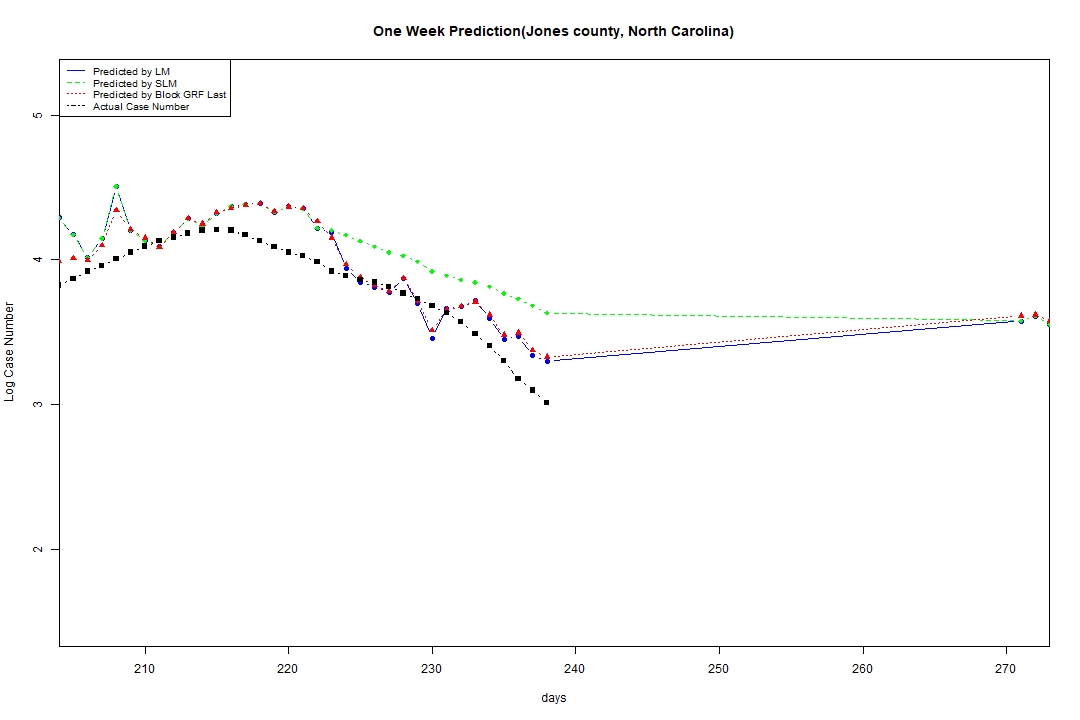 One Week Prediction(Jones county, North Carolina)
Predicted by LM
Predicted by SLM
Predicted by Block GRF Last
Actual Case Number
Log Case Number
5
4
3
2
210 220 230 240 250 260 270
days